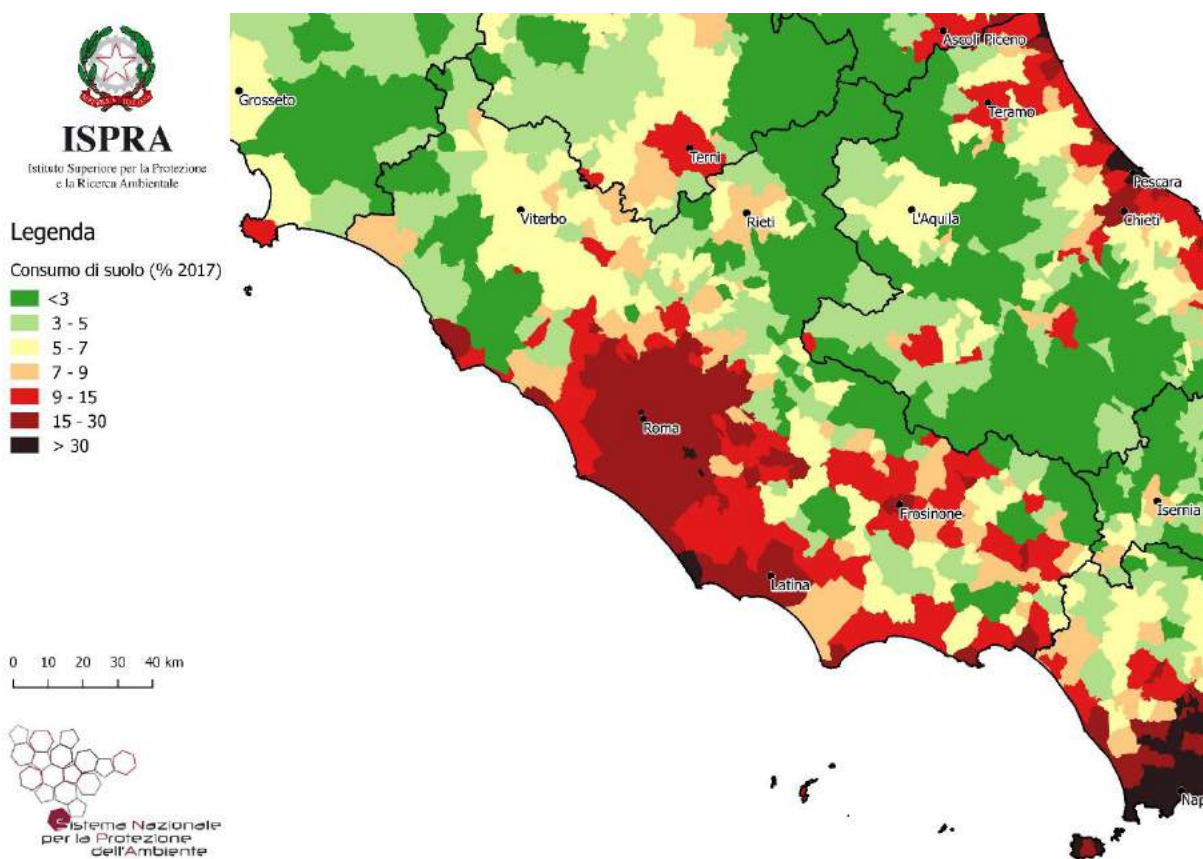 ISPRA
Istituto Superiore per la Protezione
e la Ricerca Ambientale
Legenda
Consumo di suolo (% 2017)
<3
3 - 5
5 - 7
7 - 9
9 - 15
15 - 30
> 30
0 10 20 30 40 km
Sistema Nazionale
per la Protezione
dell'Ambiente
Ascoli Piceno
Grosseto
Teramo
Terni
Pescara
Viterbo
Rieti
L'Aquila
Chieti
Roma
Frosinone
Isernia
Latina
Nap